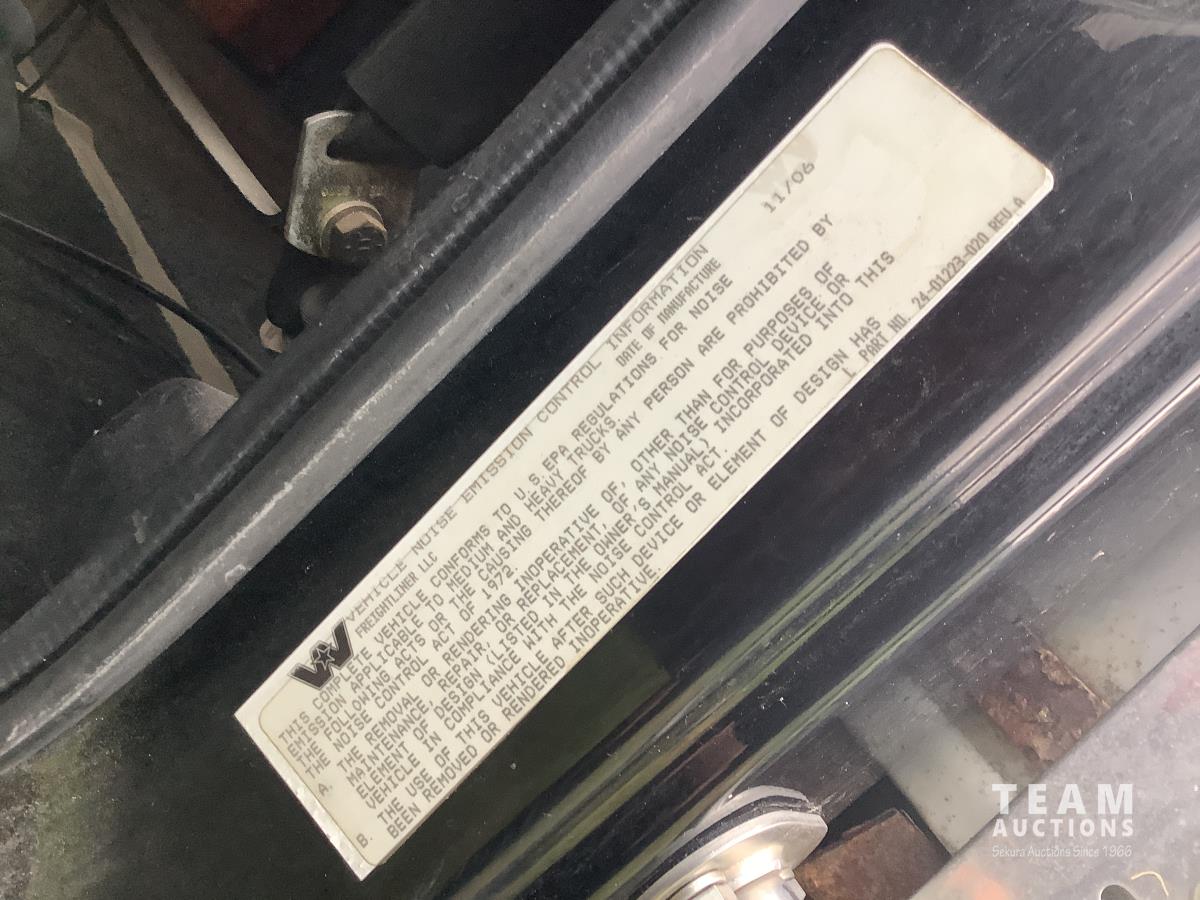 VEHICLE NOISE EMISSION CONTROL INFORMATION
FREIGHTLINER LLC
DATE OF MANUFACTURE
11/06
THIS COMPLETE VEHICLE CONFORMS TO U.S. EPA REGULATIONS FOR NOISE
EMISSION APPLICABLE TO MEDIUM AND HEAVY TRUCKS.
THE FOLLOWING ACTS OR THE CAUSING THEREOF BY ANY PERSON ARE PROHIBITED BY
THE NOISE CONTROL ACT OF 1972.
A. THE REMOVAL OR RENDERING INOPERATIVE OF, OTHER THAN FOR PURPOSES OF
MAINTENANCE, REPAIR, OR REPLACEMENT, OF ANY NOISE CONTROL DEVICE OR
ELEMENT OF DESIGN (LISTED IN THE OWNER'S MANUAL) INCORPORATED INTO THIS
VEHICLE IN COMPLIANCE WITH THE NOISE CONTROL ACT.
B. THE USE OF THIS VEHICLE AFTER SUCH DEVICE OR ELEMENT OF DESIGN HAS
BEEN REMOVED OR RENDERED INOPERATIVE.
PART NO. 24-01223-020 REV A
TEAM
AUCTIONS
Sekura Auctions Since 1966